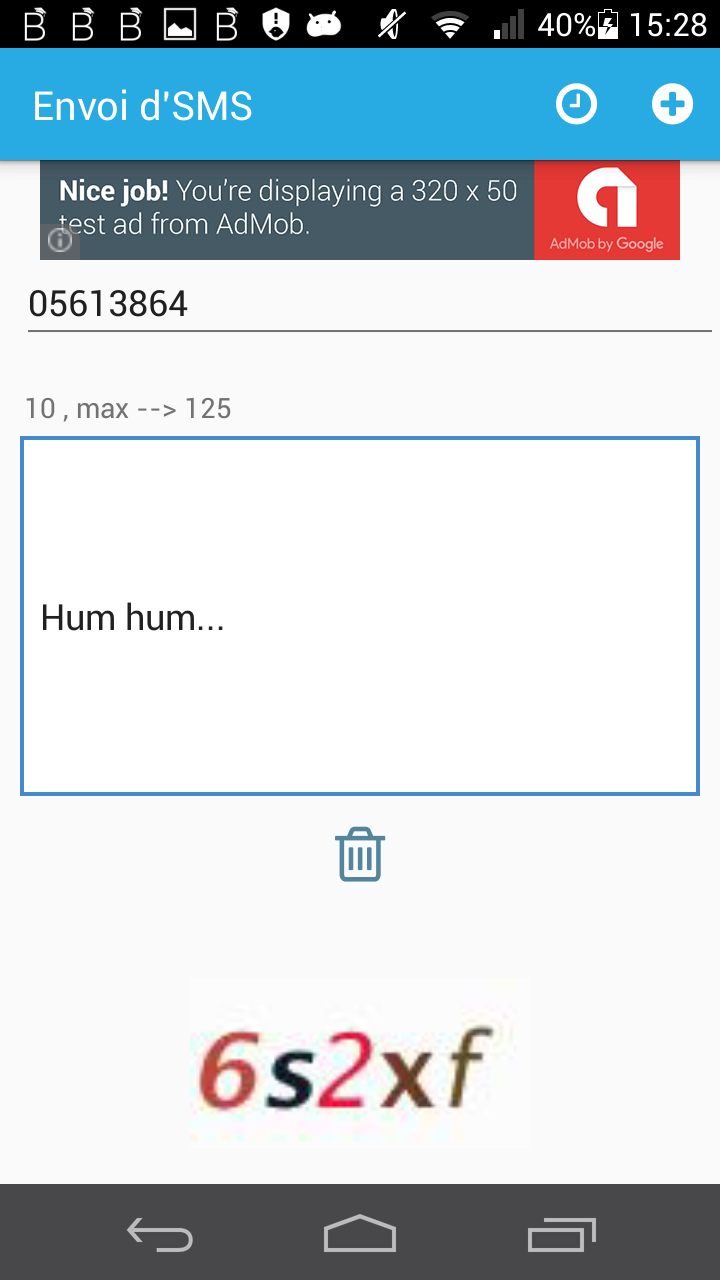 40% 15:28
Envoi d'SMS
Nice job! You're displaying a 320 x 50
test ad from AdMob.
AdMob by Google
05613864
10 , max --> 125
Hum hum...
6s2xf